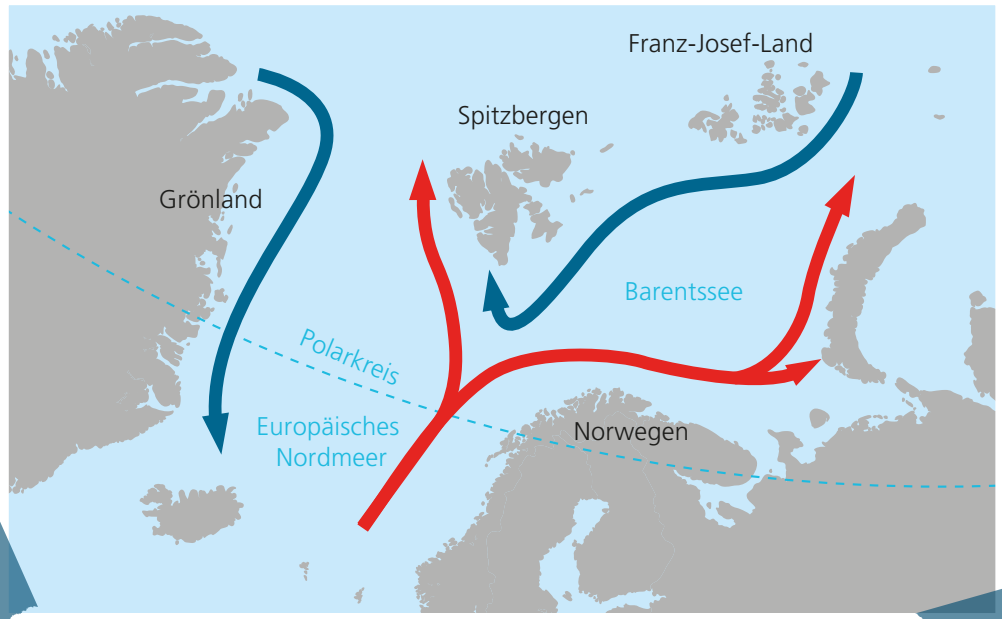 Franz-Josef-Land
Spitzbergen
Grönland
Barentssee
Polarkreis
Europäisches
Nordmeer
Norwegen